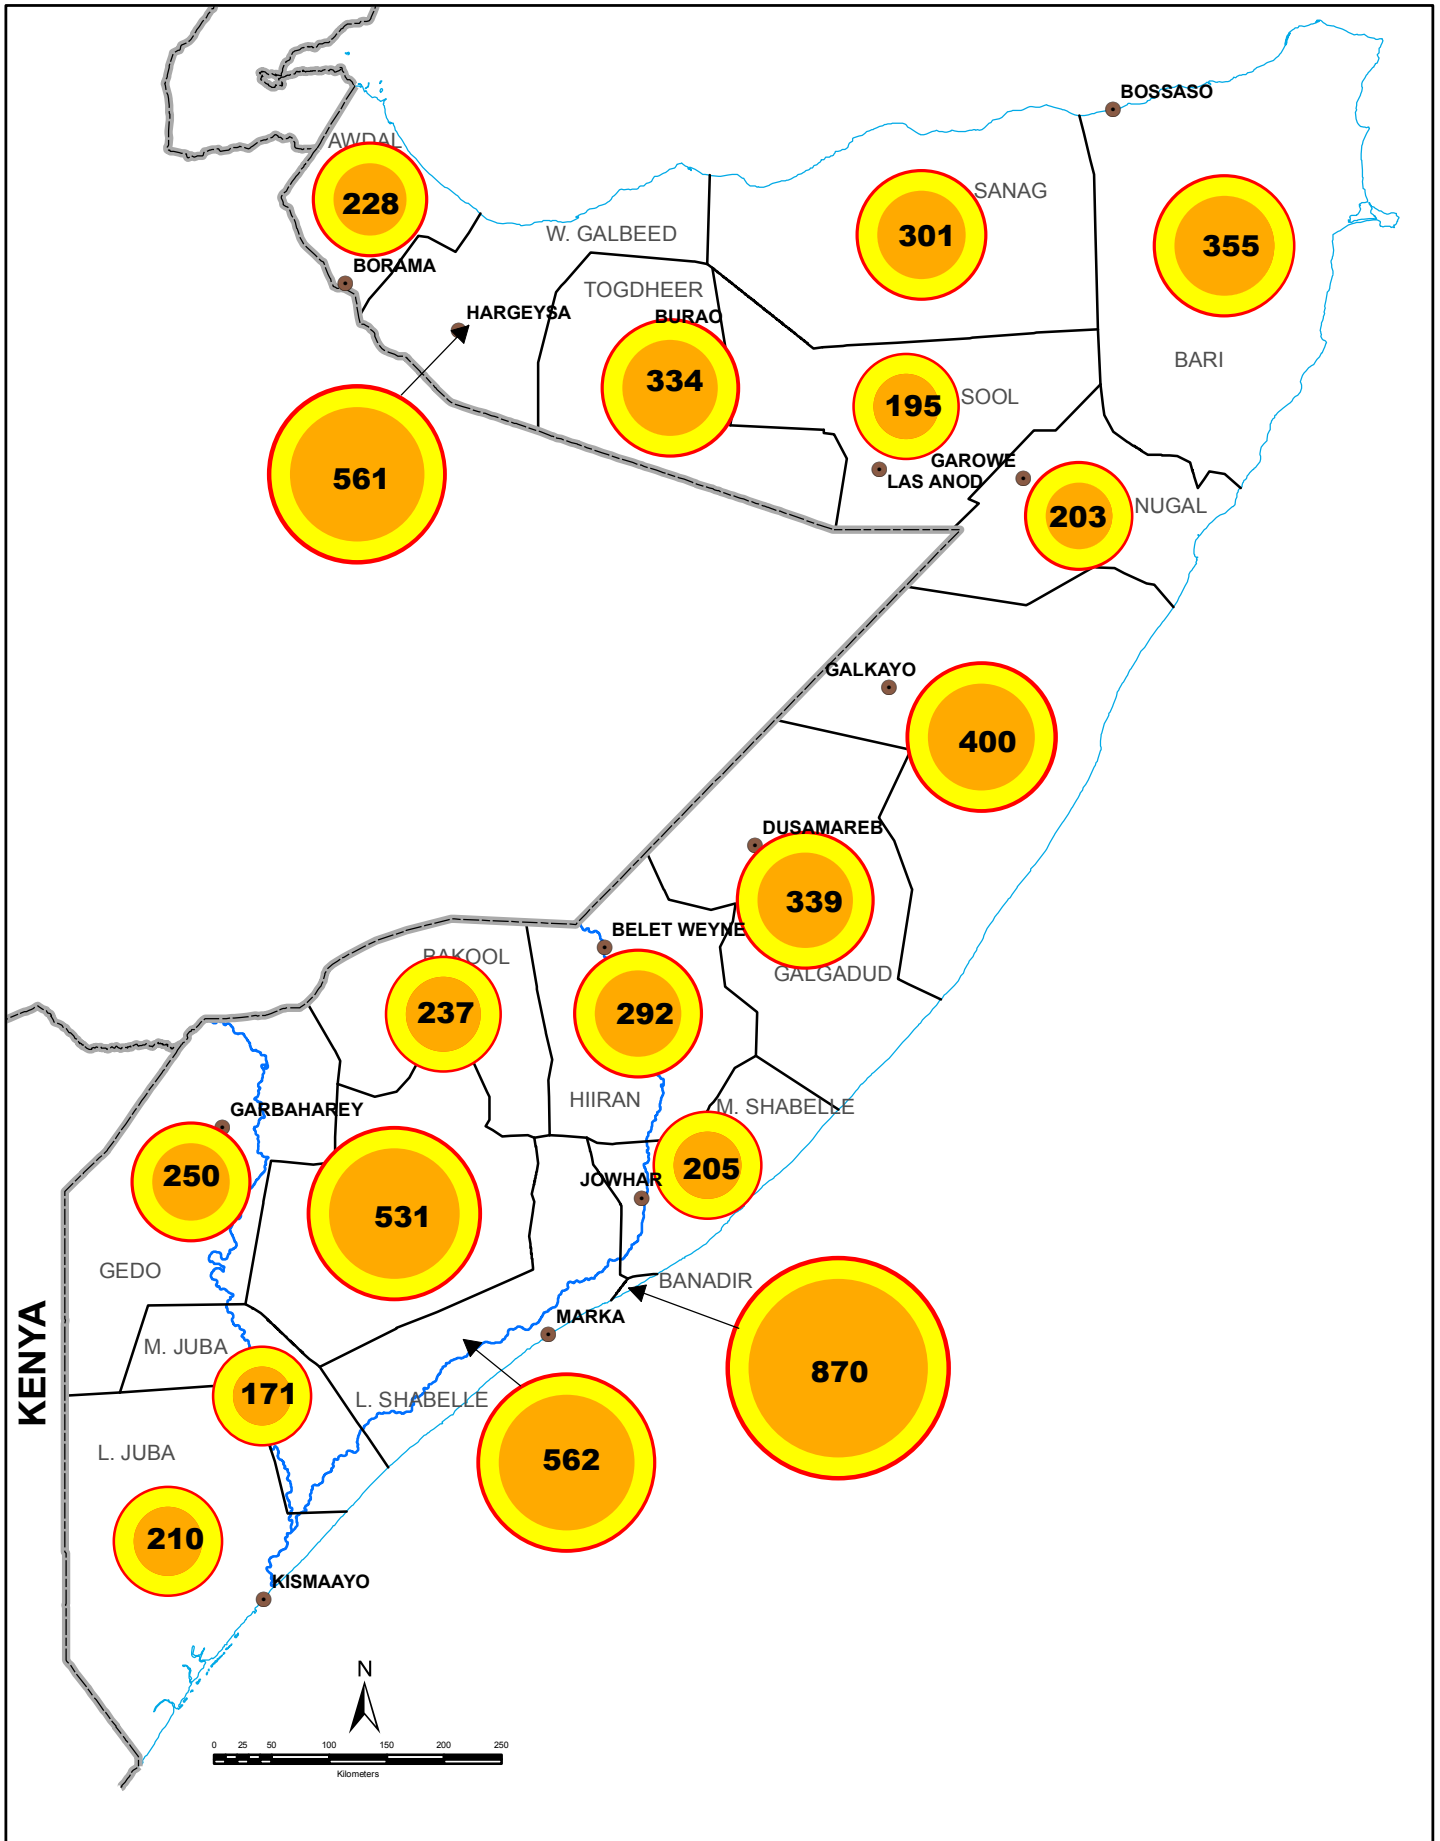 BOSSASO
AWDAL
SANAG
228
W. GALBEED
301
355
BORAMA
TOGDHEER
HARGEYSA
BURAO
BARI
334
195
SOOL
GAROWE
LAS ANOD
561
NUGAL
203
GALKAYO
400
DUSAMAREB
339
BELET WEYNE
BAKOOL
GALGADUD
237
292
HIIRAN
M. SHABELLE
GARBAHAREY
250
205
JOWHAR
531
GEDO
BANADIR
KENYA
MARKA
M. JUBA
870
171
L. SHABELLE
L. JUBA
562
210
KISMAAYO
N
0 25 50 100 150 200 250
Kilometers